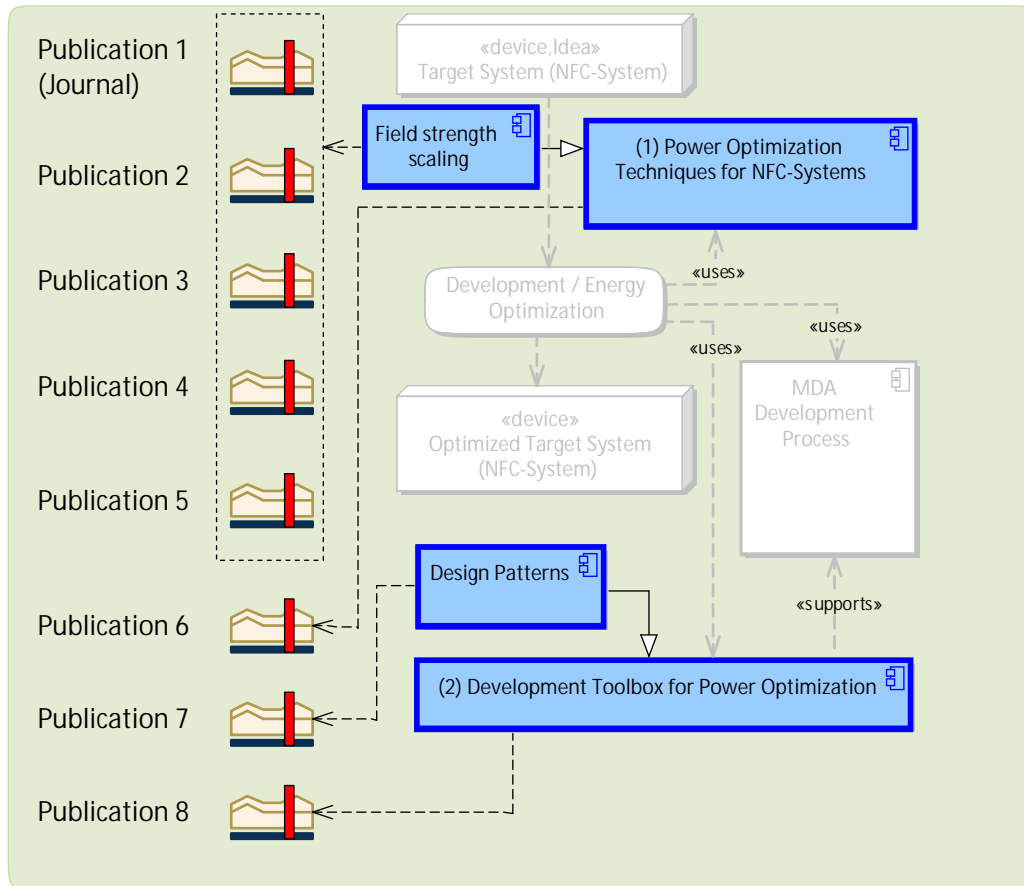 Publication 1
(Journal)
Publication 2
Publication 3
Publication 4
Publication 5
Publication 6
Publication 7
Publication 8
«device,Idea»
Target System (NFC-System)
Field strength
scaling
(1) Power Optimization
Techniques for NFC-Systems
«uses»
Development / Energy
Optimization
«uses»
«uses»
MDA
Development
Process
«device»
Optimized Target System
(NFC-System)
Design Patterns
«supports»
(2) Development Toolbox for Power Optimization